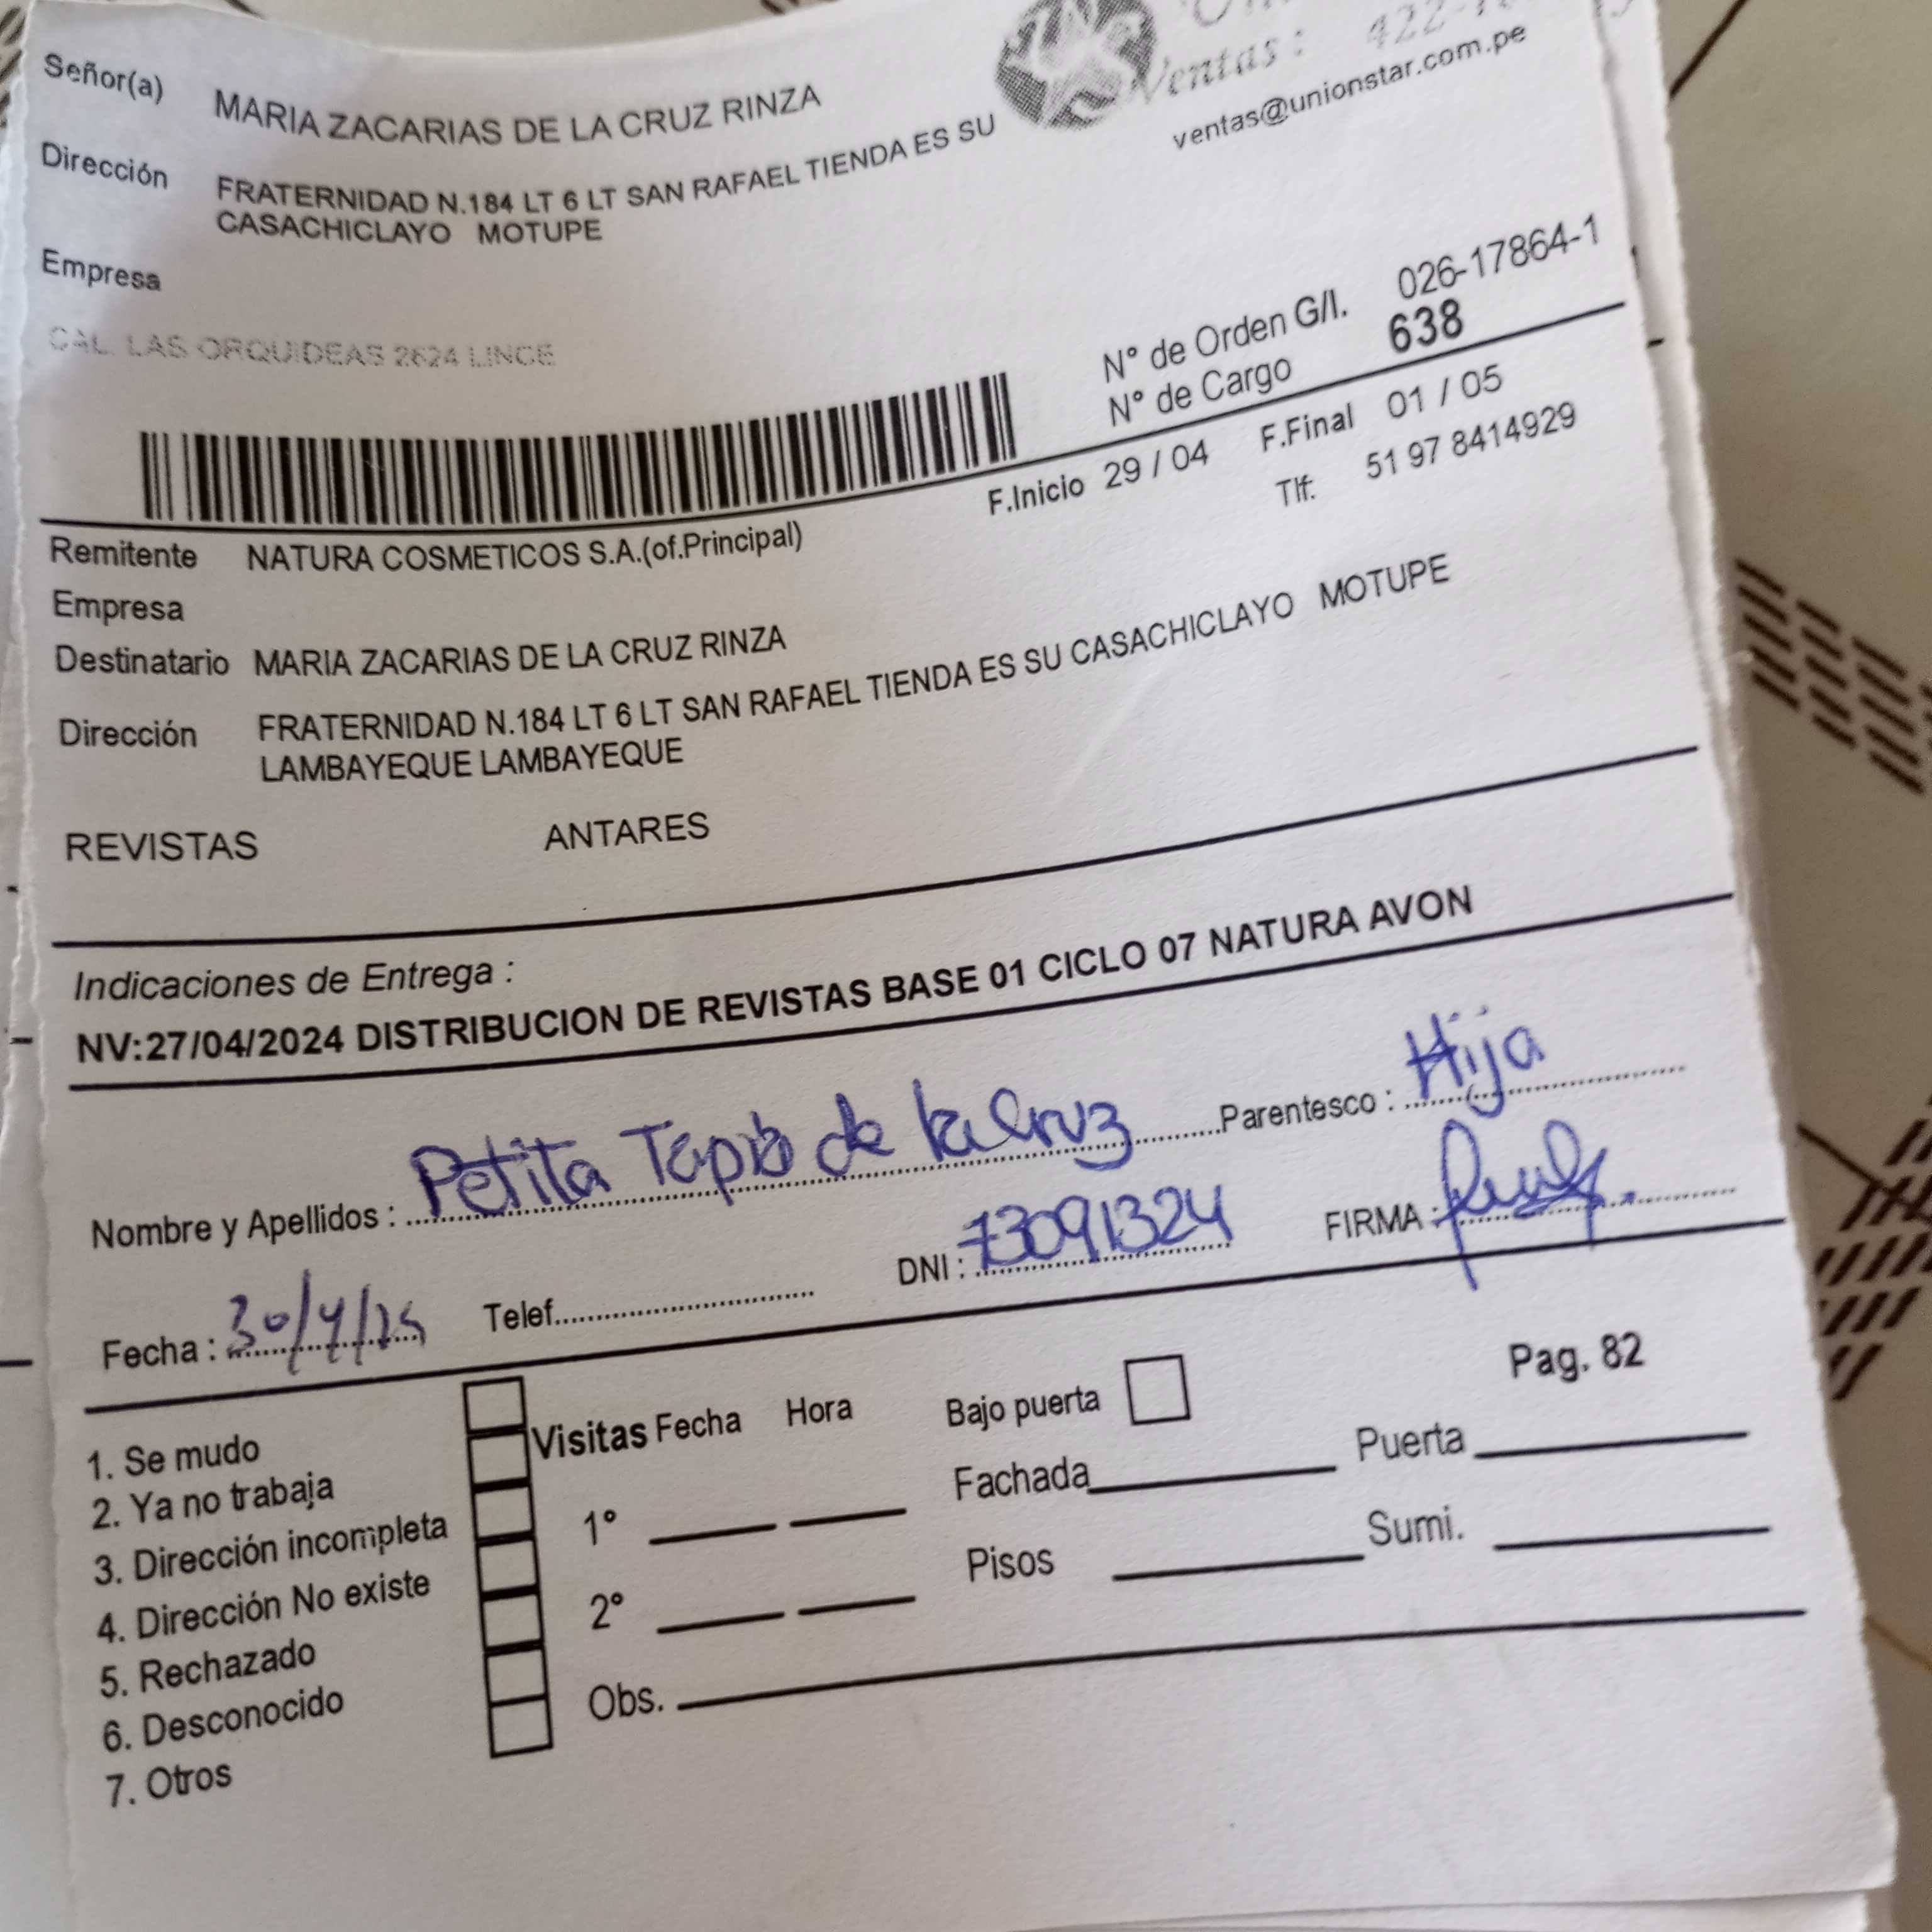 Señor(a) MARIA ZACARIAS DE LA CRUZ RINZA
Ventas :
ventas@unionstar.com.pe
Dirección FRATERNIDAD N.184 LT 6 LT SAN RAFAEL TIENDA ES SU
CASACHICLAYO MOTUPE
Empresa
CAL. LAS ORQUIDEAS 2624 LINCE
N° de Orden G/I. 026-17864-1
N° de Cargo 638
F.Inicio 29 / 04 F.Final 01 / 05
Tlf: 51 97 8414929
Remitente NATURA COSMETICOS S.A.(of.Principal)
Empresa
Destinatario MARIA ZACARIAS DE LA CRUZ RINZA
Dirección FRATERNIDAD N.184 LT 6 LT SAN RAFAEL TIENDA ES SU CASACHICLAYO MOTUPE
LAMBAYEQUE LAMBAYEQUE
REVISTAS ANTARES
Indicaciones de Entrega :
NV:27/04/2024 DISTRIBUCION DE REVISTAS BASE 01 CICLO 07 NATURA AVON
Nombre y Apellidos : Petita Tapia de la Cruz Parentesco : Hija
Fecha : 30/4/ Telef. DNI : 73091324 FIRMA :
Pag. 82
1. Se mudo
2. Ya no trabaja
3. Dirección incompleta
4. Dirección No existe
5. Rechazado
6. Desconocido
7. Otros
Visitas Fecha Hora
1°
2°
Obs.
Bajo puerta
Fachada Puerta
Pisos Sumi.